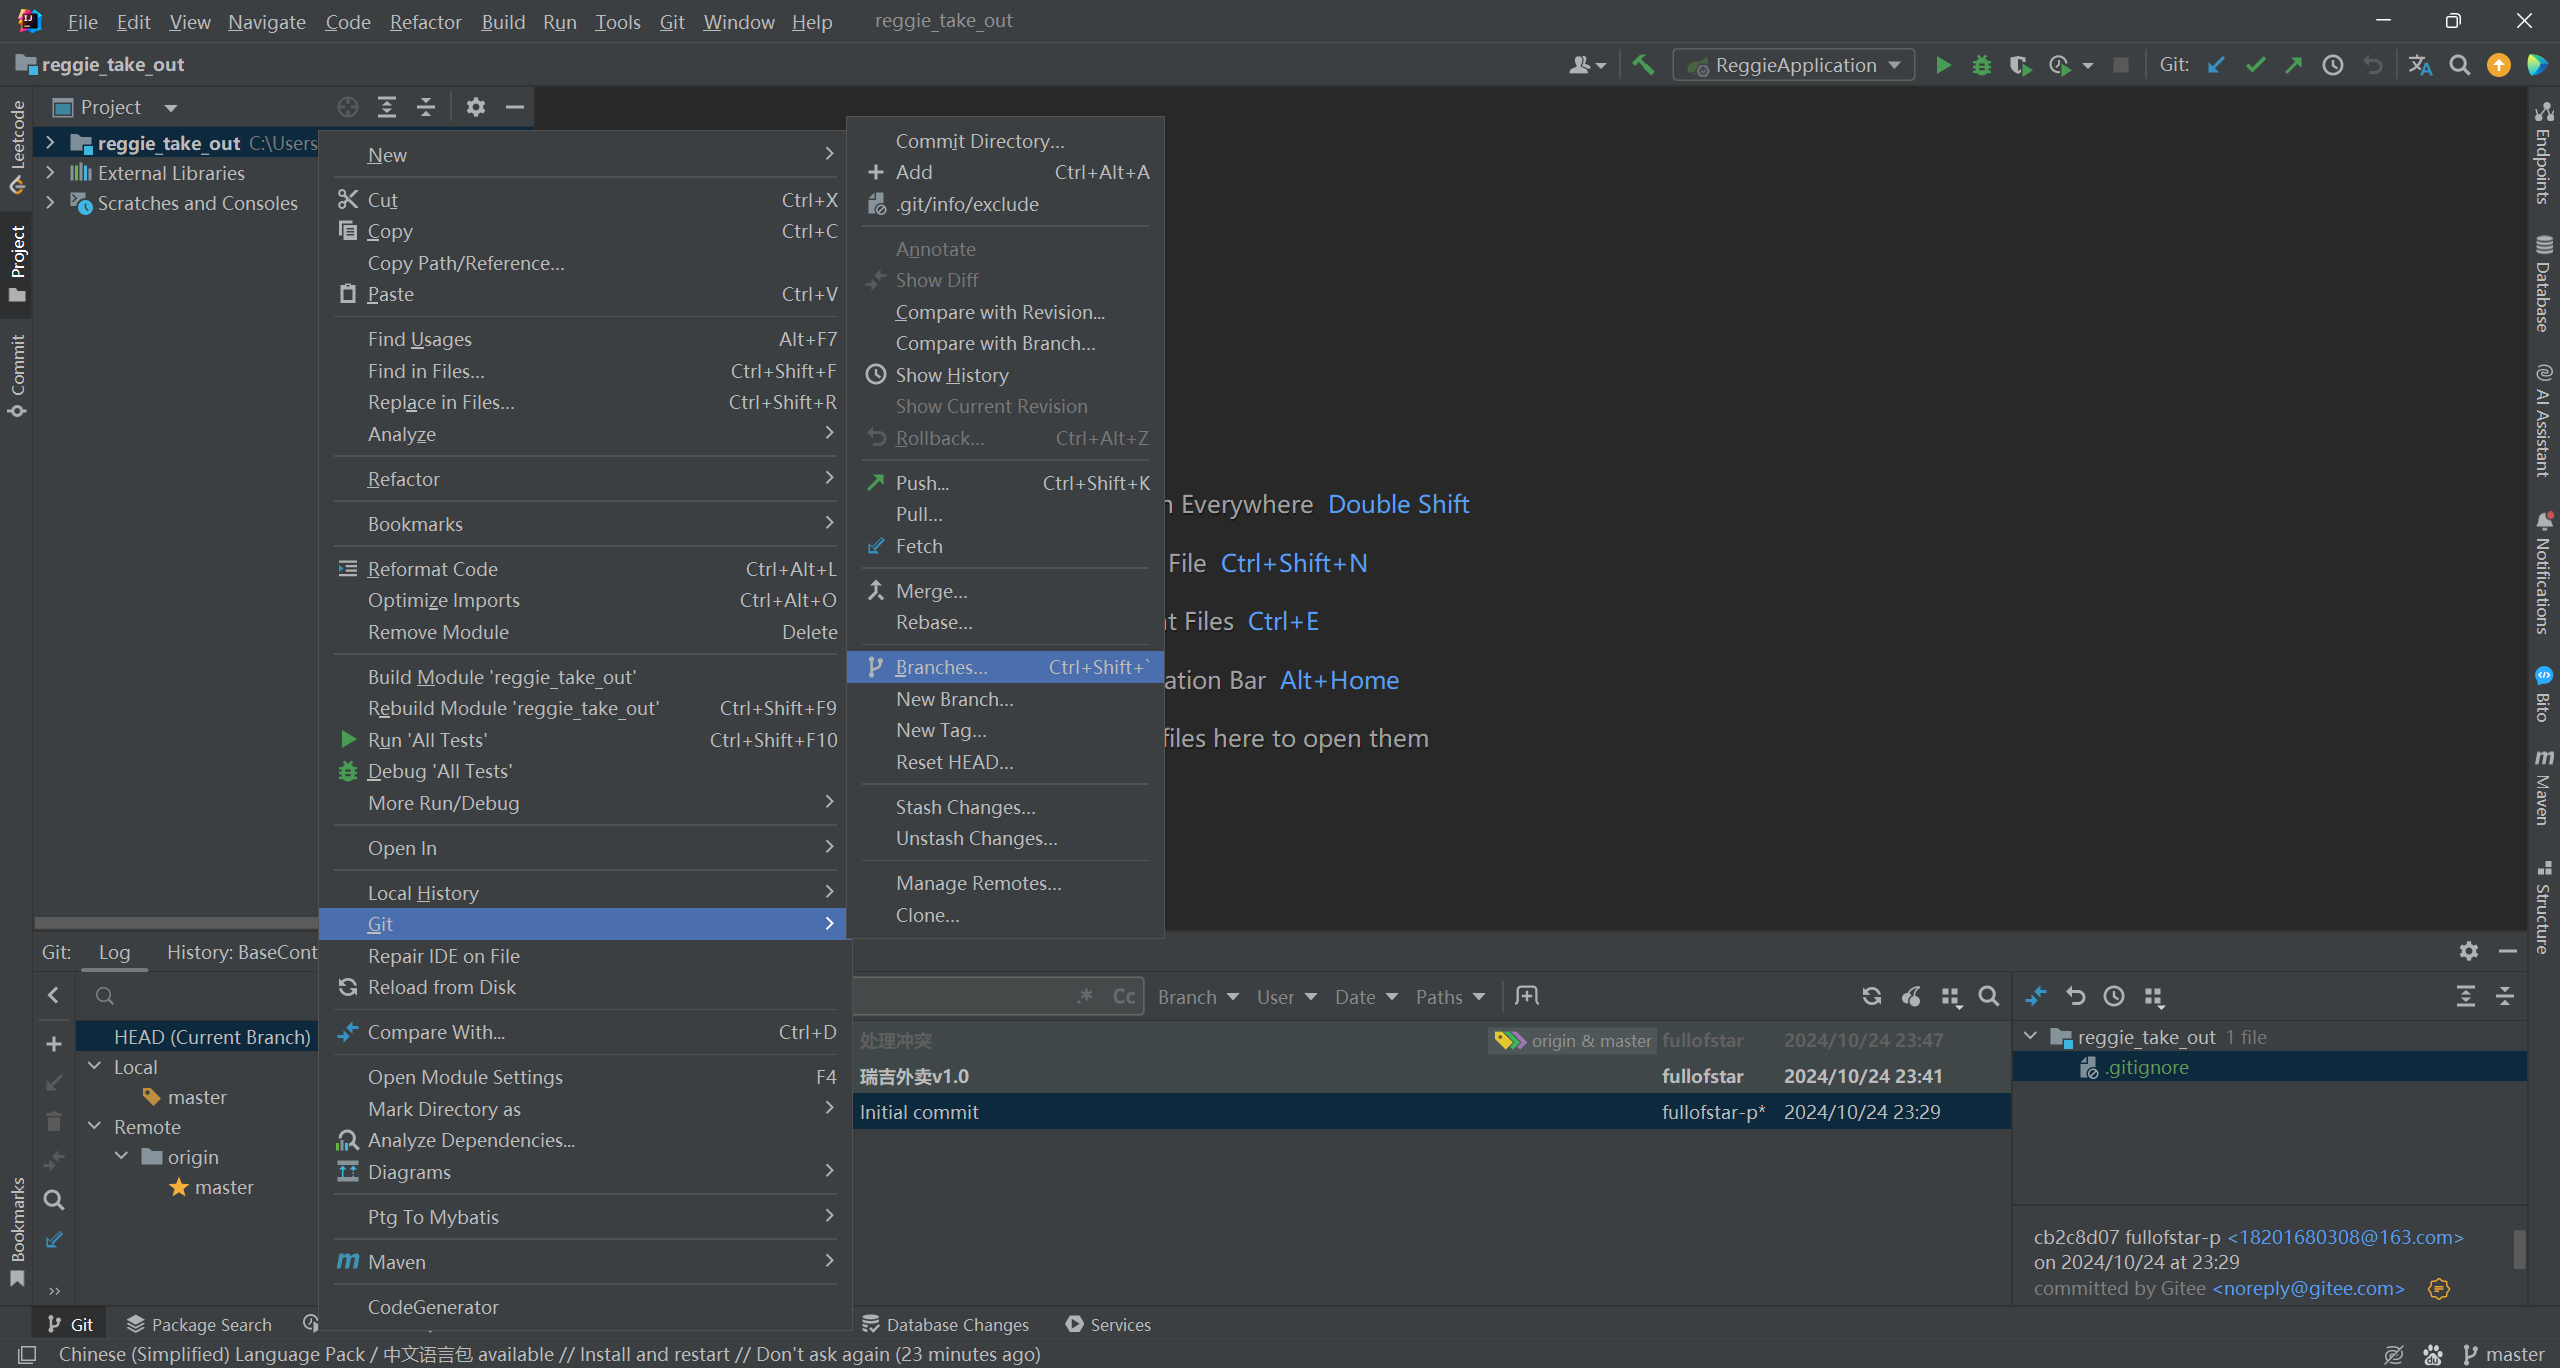 File Edit View Navigate Code Refactor Build Run Tools Git Window Help reggie_take_out
reggie_take_out
ReggieApplication
Git:
Project
reggie_take_out C:\Users
External Libraries
Scratches and Consoles
Leetcode
Project
Commit
Bookmarks
New
Cut Ctrl+X
Copy Ctrl+C
Copy Path/Reference...
Paste Ctrl+V
Find Usages Alt+F7
Find in Files... Ctrl+Shift+F
Replace in Files... Ctrl+Shift+R
Analyze
Refactor
Bookmarks
Reformat Code Ctrl+Alt+L
Optimize Imports Ctrl+Alt+O
Remove Module Delete
Build Module 'reggie_take_out'
Rebuild Module 'reggie_take_out' Ctrl+Shift+F9
Run 'All Tests' Ctrl+Shift+F10
Debug 'All Tests'
More Run/Debug
Open In
Local History
Git
Repair IDE on File
Reload from Disk
Compare With... Ctrl+D
Open Module Settings F4
Mark Directory as
Analyze Dependencies...
Diagrams
Ptg To Mybatis
Maven
CodeGenerator
Commit Directory...
Add Ctrl+Alt+A
.git/info/exclude
Annotate
Show Diff
Compare with Revision...
Compare with Branch...
Show History
Show Current Revision
Rollback... Ctrl+Alt+Z
Push... Ctrl+Shift+K
Pull...
Fetch
Merge...
Rebase...
Branches... Ctrl+Shift+`
New Branch...
New Tag...
Reset HEAD...
Stash Changes...
Unstash Changes...
Manage Remotes...
Clone...
Everywhere Double Shift
File Ctrl+Shift+N
Files Ctrl+E
ation Bar Alt+Home
files here to open them
Endpoints
Database
AI Assistant
Notifications
Bito
Maven
Structure
Git: Log History: BaseCont
HEAD (Current Branch)
Local
master
Remote
origin
master
.* Cc Branch User Date Paths
处理冲突 origin & master fullofstar 2024/10/24 23:47
瑞吉外卖v1.0 fullofstar 2024/10/24 23:41
Initial commit fullofstar-p* 2024/10/24 23:29
reggie_take_out 1 file
.gitignore
cb2c8d07 fullofstar-p <18201680308@163.com>
on 2024/10/24 at 23:29
committed by Gitee <noreply@gitee.com>
Git Package Search Database Changes Services
Chinese (Simplified) Language Pack / 中文语言包 available // Install and restart // Don't ask again (23 minutes ago) master